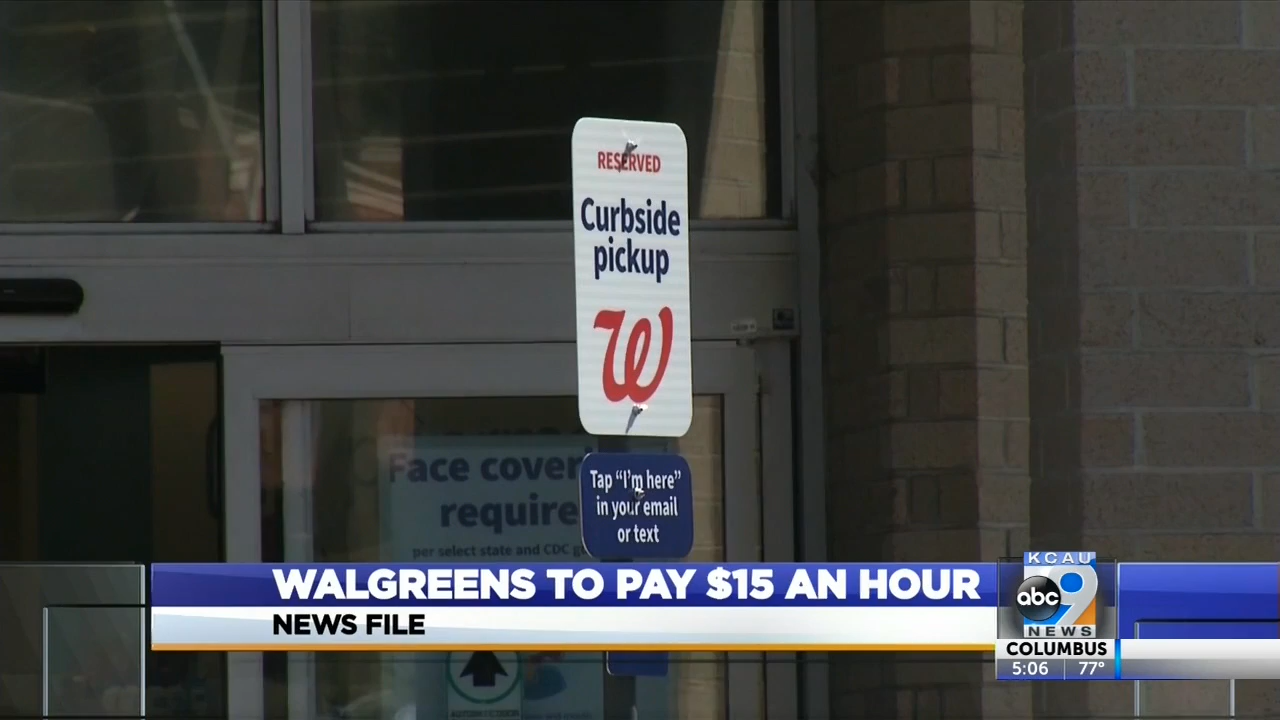 RESERVED
Curbside
pickup
W
Face cover
require
per select state and CDC
Tap “I’m here”
in your email
or text
WALGREENS TO PAY $15 AN HOUR
NEWS FILE
KCAU
abc 9
NEWS
COLUMBUS
5:06 77°